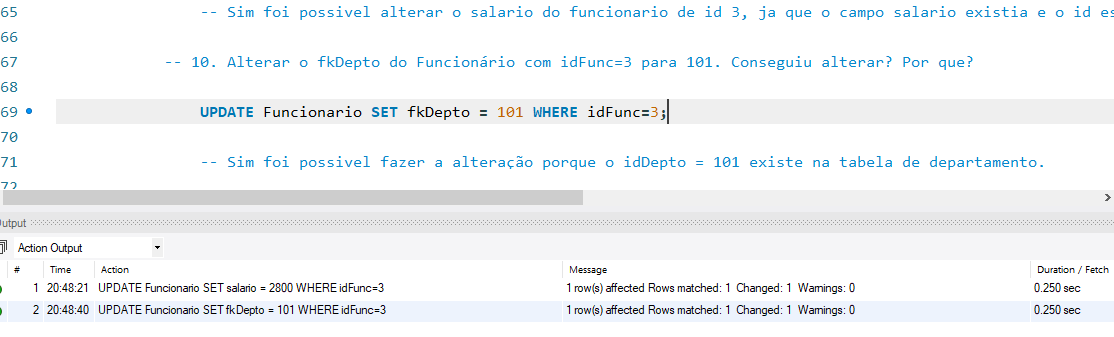 65 -- Sim foi possivel alterar o salario do funcionario de id 3, ja que o campo salario existia e o id es
66
67 -- 10. Alterar o fkDepto do Funcionário com idFunc=3 para 101. Conseguiu alterar? Por que?
68
69 UPDATE Funcionario SET fkDepto = 101 WHERE idFunc=3;
70
71 -- Sim foi possivel fazer a alteração porque o idDepto = 101 existe na tabela de departamento.
72
utput
Action Output
# Time Action Message Duration / Fetch
1 20:48:21 UPDATE Funcionario SET salario = 2800 WHERE idFunc=3 1 row(s) affected Rows matched: 1 Changed: 1 Warnings: 0 0.250 sec
2 20:48:40 UPDATE Funcionario SET fkDepto = 101 WHERE idFunc=3 1 row(s) affected Rows matched: 1 Changed: 1 Warnings: 0 0.250 sec